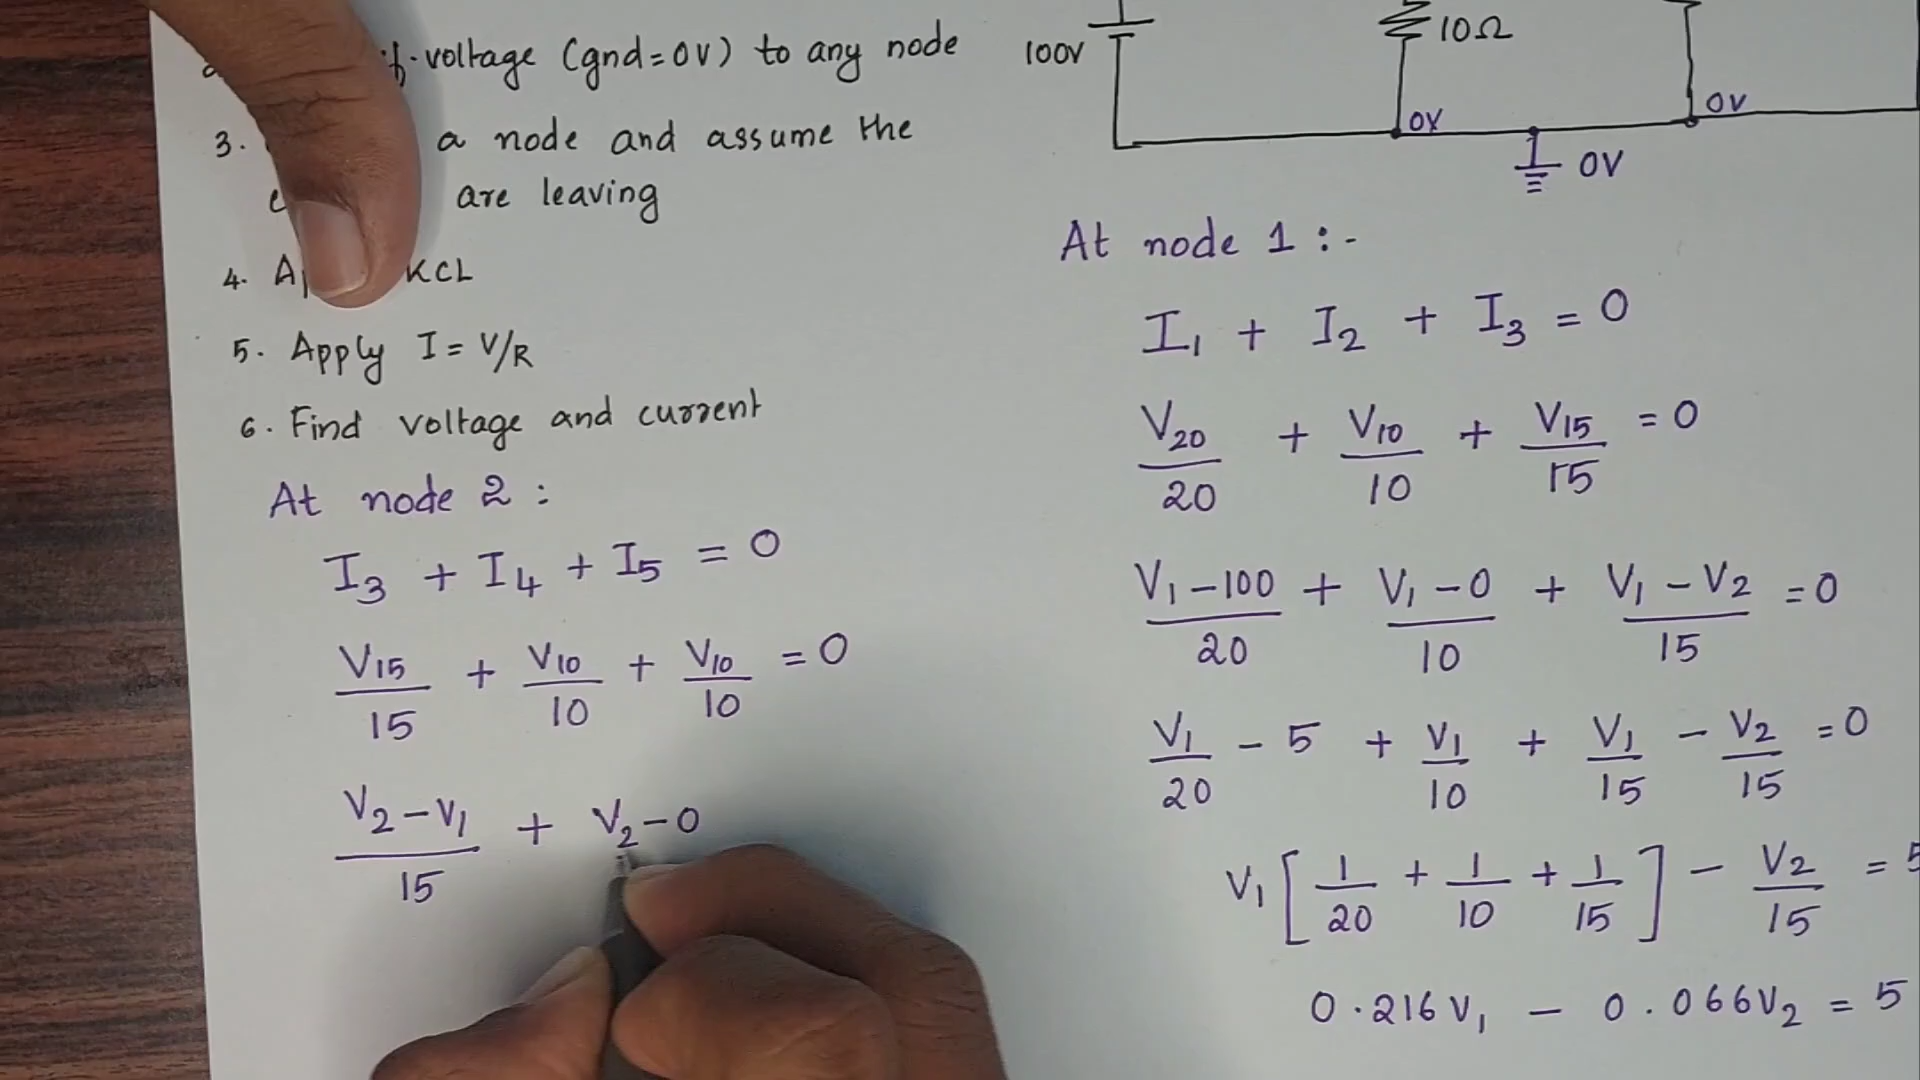 voltage (gnd=0V) to any node
3. a node and assume the
are leaving
4. KCL
5. Apply I = V/R
6. Find voltage and current
At node 2 :
I₃ + I₄ + I₅ = 0
V₁₅/15 + V₁₀/10 + V₁₀/10 = 0
V₂-V₁/15 + V₂-0
100V
10Ω
0V
0V
0V
At node 1 :-
I₁ + I₂ + I₃ = 0
V₂₀/20 + V₁₀/10 + V₁₅/15 = 0
V₁-100/20 + V₁-0/10 + V₁-V₂/15 = 0
V₁/20 - 5 + V₁/10 + V₁/15 - V₂/15 = 0
V₁ [ 1/20 + 1/10 + 1/15 ] - V₂/15 = 5
0.216V₁ - 0.066V₂ = 5